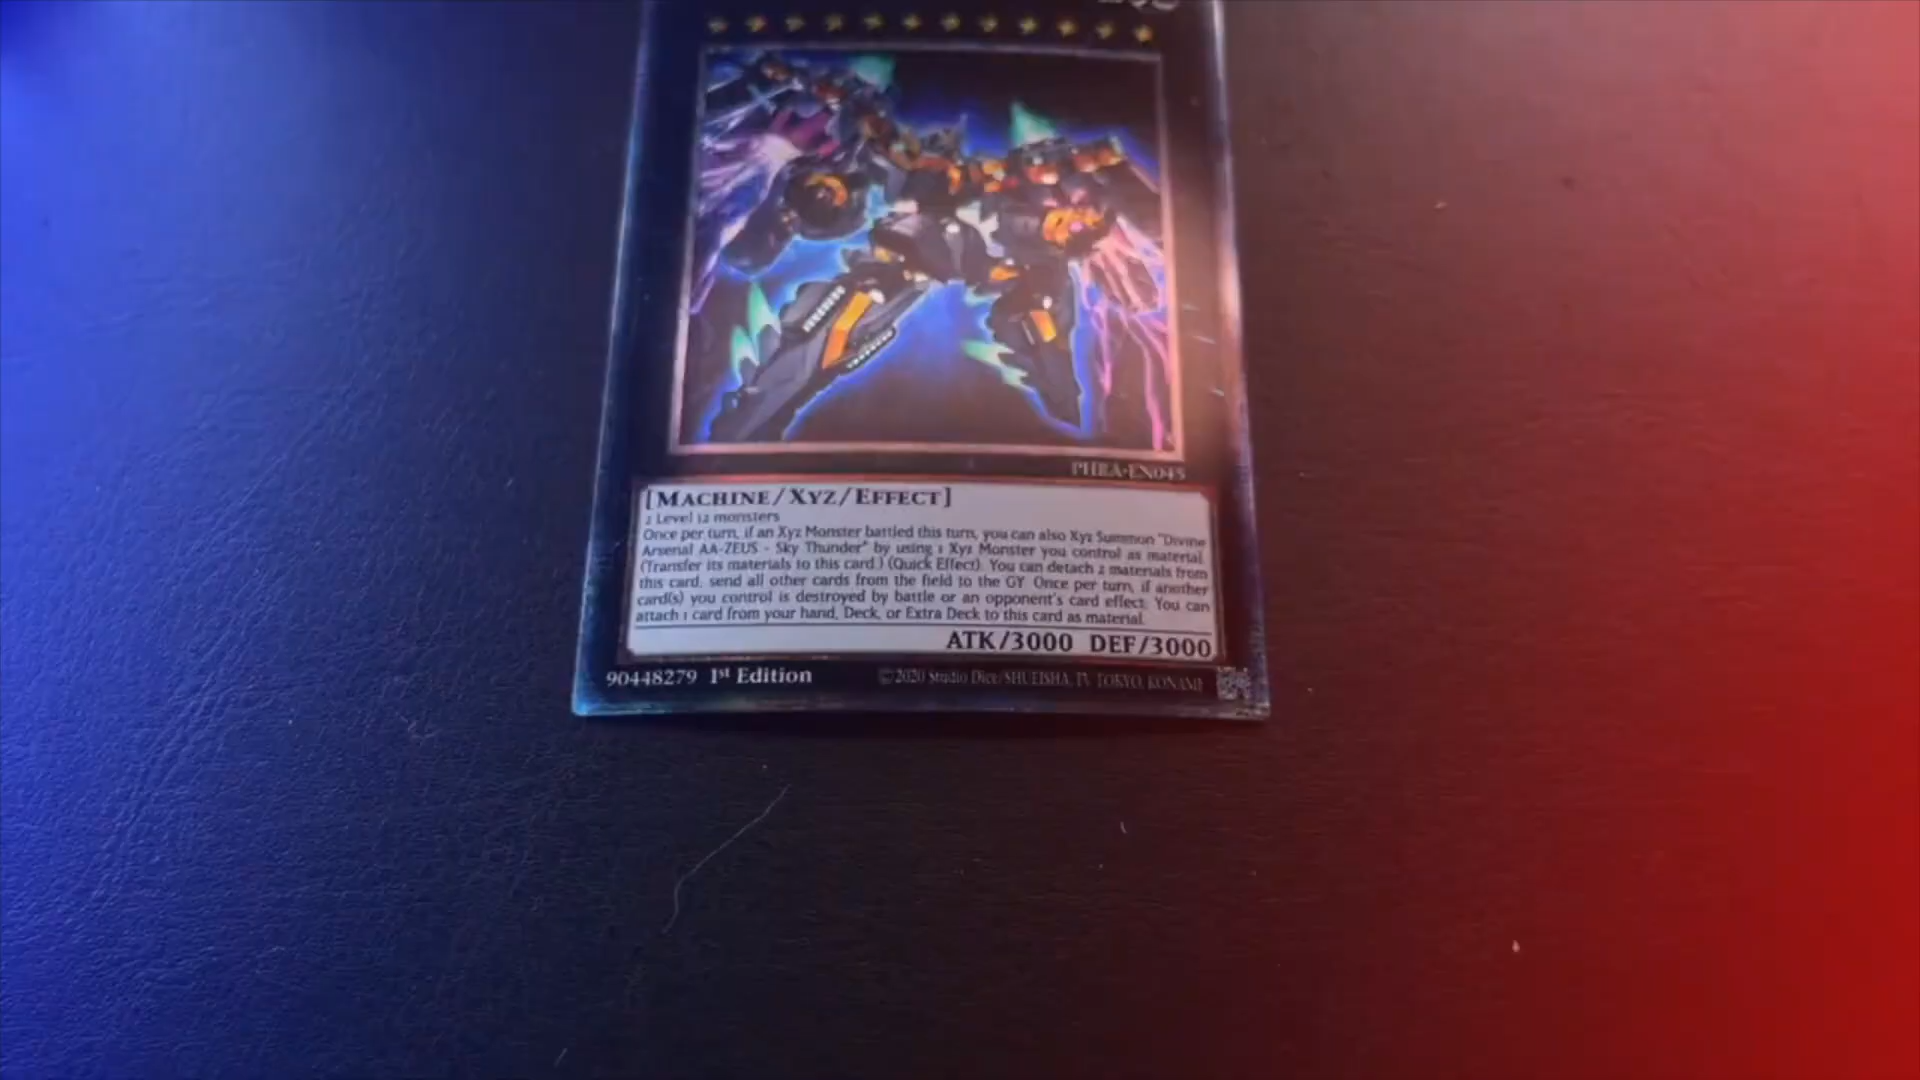 PHRA-EN045
[MACHINE/XYZ/EFFECT]
2 Level 12 monsters
Once per turn, if an Xyz Monster battled this turn, you can also Xyz Summon "Divine
Arsenal AA-ZEUS - Sky Thunder" by using 1 Xyz Monster you control as material.
(Transfer its materials to this card.) (Quick Effect): You can detach 2 materials from
this card; send all other cards from the field to the GY. Once per turn, if another
card(s) you control is destroyed by battle or an opponent's card effect: You can
attach 1 card from your hand, Deck, or Extra Deck to this card as material.
ATK/3000 DEF/3000
90448279 1st Edition ©2020 Studio Dice/SHUEISHA, TV TOKYO, KONAMI